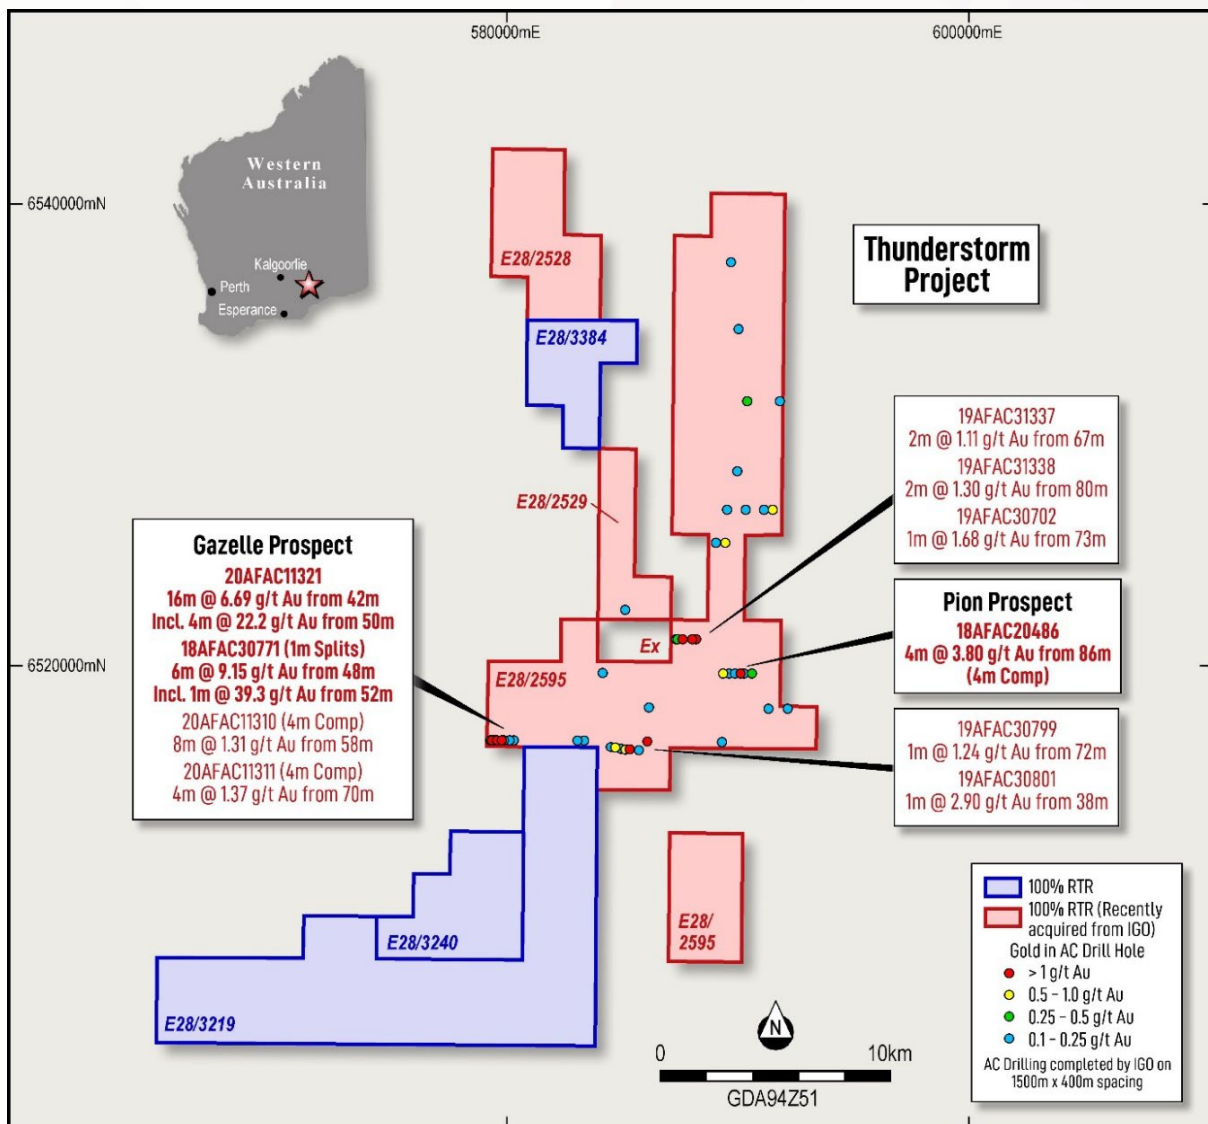 580000mE
600000mE
6540000mN
6520000mN
Western
Australia
Kalgoorlie
Perth
Esperance
Thunderstorm
Project
E28/2528
E28/3384
E28/2529
Ex
E28/2595
E28/3240
E28/3219
E28/
2595
Gazelle Prospect
20AFAC11321
16m @ 6.69 g/t Au from 42m
Incl. 4m @ 22.2 g/t Au from 50m
18AFAC30771 (1m Splits)
6m @ 9.15 g/t Au from 48m
Incl. 1m @ 39.3 g/t Au from 52m
20AFAC11310 (4m Comp)
8m @ 1.31 g/t Au from 58m
20AFAC11311 (4m Comp)
4m @ 1.37 g/t Au from 70m
19AFAC31337
2m @ 1.11 g/t Au from 67m
19AFAC31338
2m @ 1.30 g/t Au from 80m
19AFAC30702
1m @ 1.68 g/t Au from 73m
Pion Prospect
18AFAC20486
4m @ 3.80 g/t Au from 86m
(4m Comp)
19AFAC30799
1m @ 1.24 g/t Au from 72m
19AFAC30801
1m @ 2.90 g/t Au from 38m
100% RTR
100% RTR (Recently
acquired from IGO)
Gold in AC Drill Hole
> 1 g/t Au
0.5 – 1.0 g/t Au
0.25 – 0.5 g/t Au
0.1 – 0.25 g/t Au
AC Drilling completed by IGO on
1500m x 400m spacing
N
0 10km
GDA94Z51